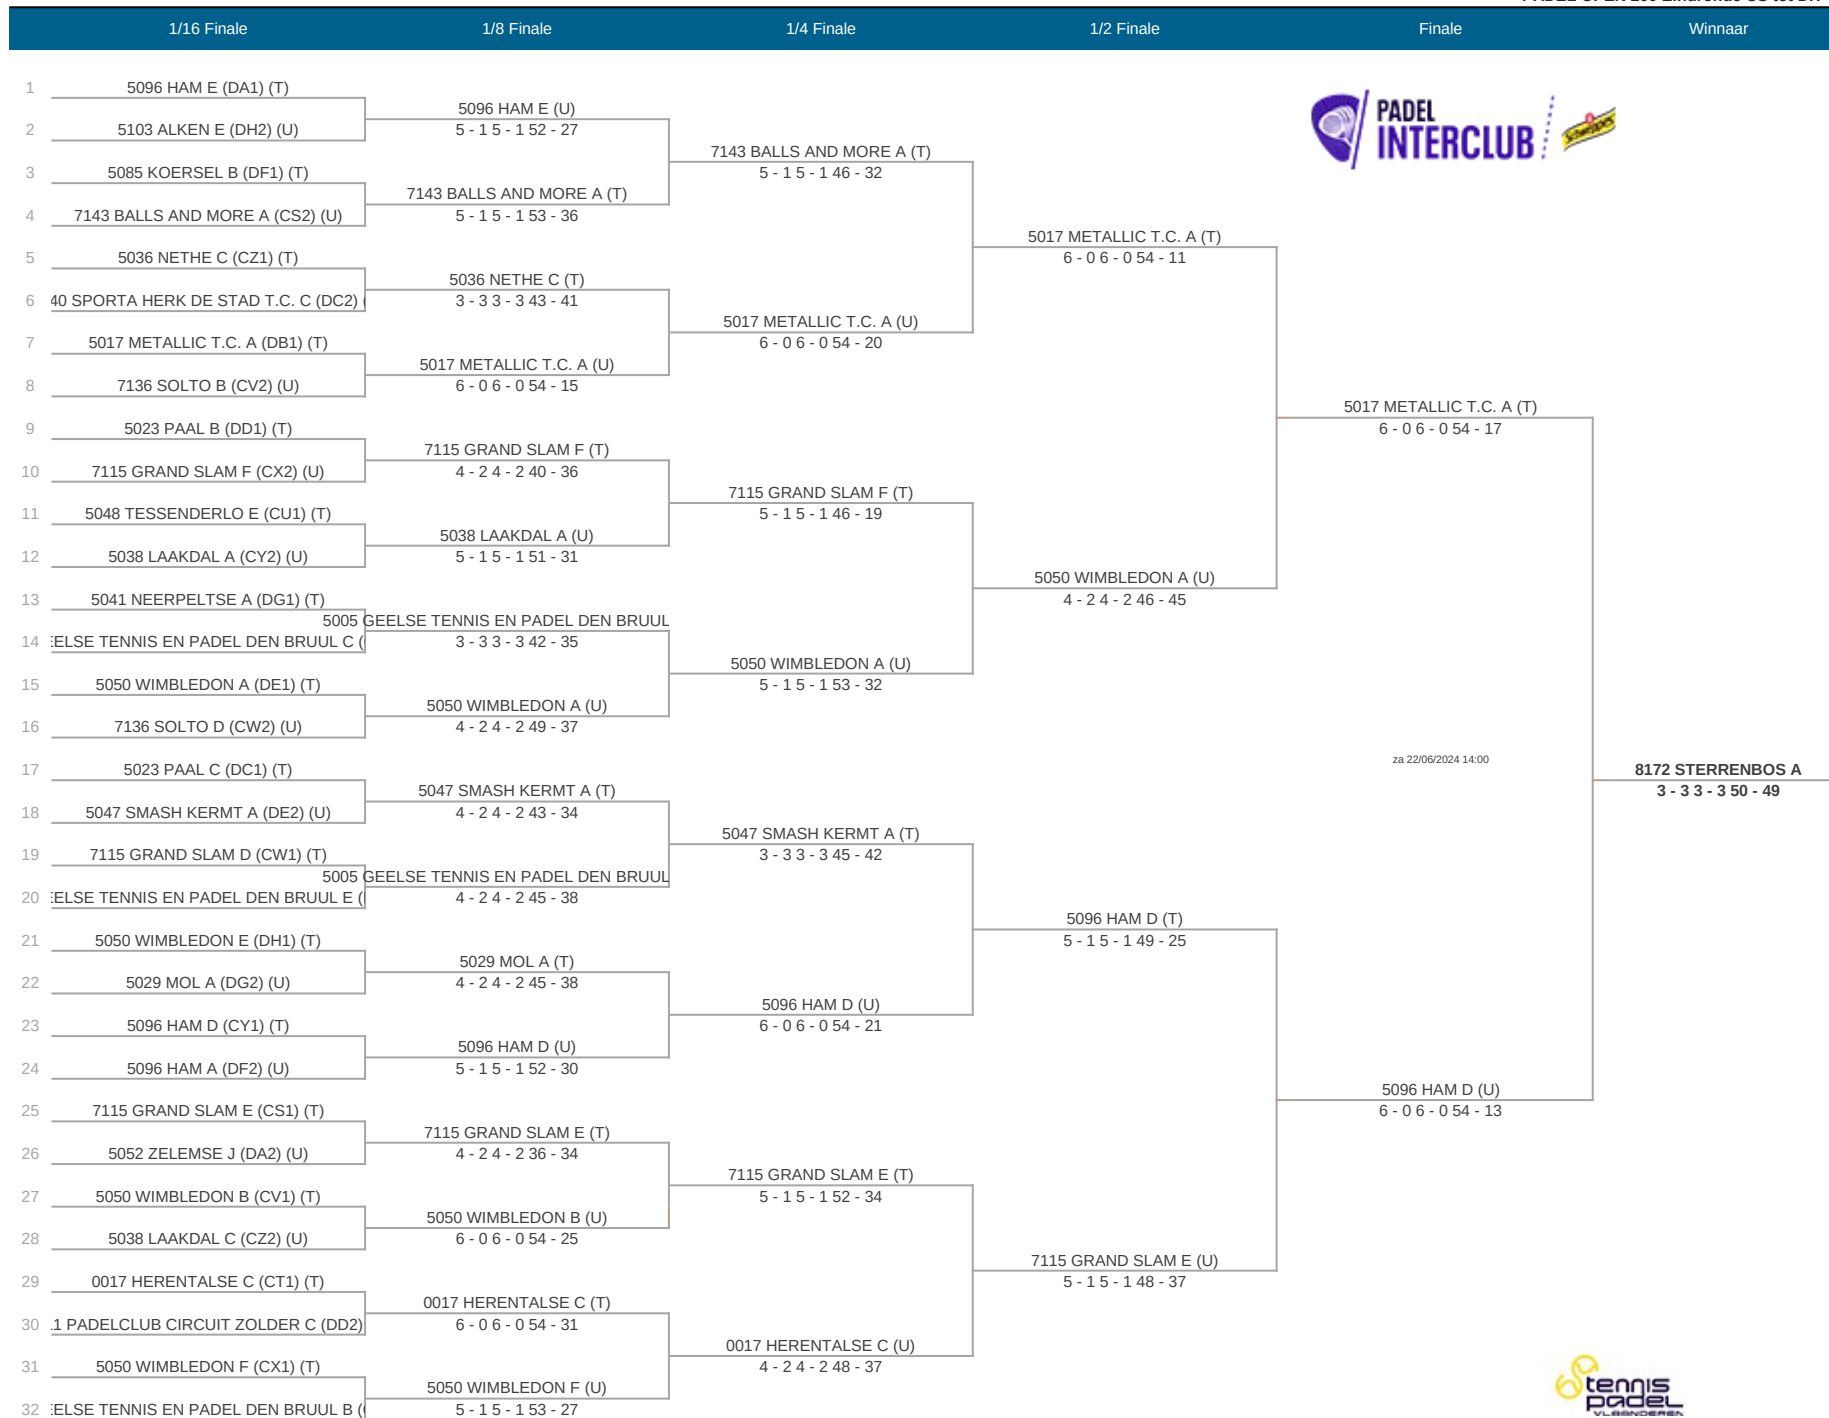 1/16 Finale 1/8 Finale 1/4 Finale 1/2 Finale Finale Winnaar
1 5096 HAM E (DA1) (T)
5096 HAM E (U)
2 5103 ALKEN E (DH2) (U) 5 - 1 5 - 1 52 - 27
PADEL
INTERCLUB
Schweppes
7143 BALLS AND MORE A (T)
3 5085 KOERSEL B (DF1) (T) 5 - 1 5 - 1 46 - 32
7143 BALLS AND MORE A (T)
4 7143 BALLS AND MORE A (CS2) (U) 5 - 1 5 - 1 53 - 36
5017 METALLIC T.C. A (T)
5 5036 NETHE C (CZ1) (T) 6 - 0 6 - 0 54 - 11
5036 NETHE C (T)
6 40 SPORTA HERK DE STAD T.C. C (DC2) 3 - 3 3 - 3 43 - 41
5017 METALLIC T.C. A (U)
7 5017 METALLIC T.C. A (DB1) (T) 6 - 0 6 - 0 54 - 20
5017 METALLIC T.C. A (U)
8 7136 SOLTO B (CV2) (U) 6 - 0 6 - 0 54 - 15
5017 METALLIC T.C. A (T)
9 5023 PAAL B (DD1) (T) 6 - 0 6 - 0 54 - 17
7115 GRAND SLAM F (T)
10 7115 GRAND SLAM F (CX2) (U) 4 - 2 4 - 2 40 - 36
7115 GRAND SLAM F (T)
11 5048 TESSENDERLO E (CU1) (T) 5 - 1 5 - 1 46 - 19
5038 LAAKDAL A (U)
12 5038 LAAKDAL A (CY2) (U) 5 - 1 5 - 1 51 - 31
5050 WIMBLEDON A (U)
13 5041 NEERPELTSE A (DG1) (T) 4 - 2 4 - 2 46 - 45
5005 GEELSE TENNIS EN PADEL DEN BRUUL
14 ELSE TENNIS EN PADEL DEN BRUUL C ( 3 - 3 3 - 3 42 - 35
5050 WIMBLEDON A (U)
15 5050 WIMBLEDON A (DE1) (T) 5 - 1 5 - 1 53 - 32
5050 WIMBLEDON A (U)
16 7136 SOLTO D (CW2) (U) 4 - 2 4 - 2 49 - 37
za 22/06/2024 14:00
17 5023 PAAL C (DC1) (T) 8172 STERRENBOS A
5047 SMASH KERMT A (T) 3 - 3 3 - 3 50 - 49
18 5047 SMASH KERMT A (DE2) (U) 4 - 2 4 - 2 43 - 34
5047 SMASH KERMT A (T)
19 7115 GRAND SLAM D (CW1) (T) 3 - 3 3 - 3 45 - 42
5005 GEELSE TENNIS EN PADEL DEN BRUUL
20 ELSE TENNIS EN PADEL DEN BRUUL E ( 4 - 2 4 - 2 45 - 38
5096 HAM D (T)
21 5050 WIMBLEDON E (DH1) (T) 5 - 1 5 - 1 49 - 25
5029 MOL A (T)
22 5029 MOL A (DG2) (U) 4 - 2 4 - 2 45 - 38
5096 HAM D (U)
23 5096 HAM D (CY1) (T) 6 - 0 6 - 0 54 - 21
5096 HAM D (U)
24 5096 HAM A (DF2) (U) 5 - 1 5 - 1 52 - 30
5096 HAM D (U)
25 7115 GRAND SLAM E (CS1) (T) 6 - 0 6 - 0 54 - 13
7115 GRAND SLAM E (T)
26 5052 ZELEMSE J (DA2) (U) 4 - 2 4 - 2 36 - 34
7115 GRAND SLAM E (T)
27 5050 WIMBLEDON B (CV1) (T) 5 - 1 5 - 1 52 - 34
5050 WIMBLEDON B (U)
28 5038 LAAKDAL C (CZ2) (U) 6 - 0 6 - 0 54 - 25
7115 GRAND SLAM E (U)
29 0017 HERENTALSE C (CT1) (T) 5 - 1 5 - 1 48 - 37
0017 HERENTALSE C (T)
30 1 PADELCLUB CIRCUIT ZOLDER C (DD2) 6 - 0 6 - 0 54 - 31
0017 HERENTALSE C (U)
31 5050 WIMBLEDON F (CX1) (T) 4 - 2 4 - 2 48 - 37
5050 WIMBLEDON F (U)
32 ELSE TENNIS EN PADEL DEN BRUUL B ( 5 - 1 5 - 1 53 - 27
tennis
padel
VLAANDEREN